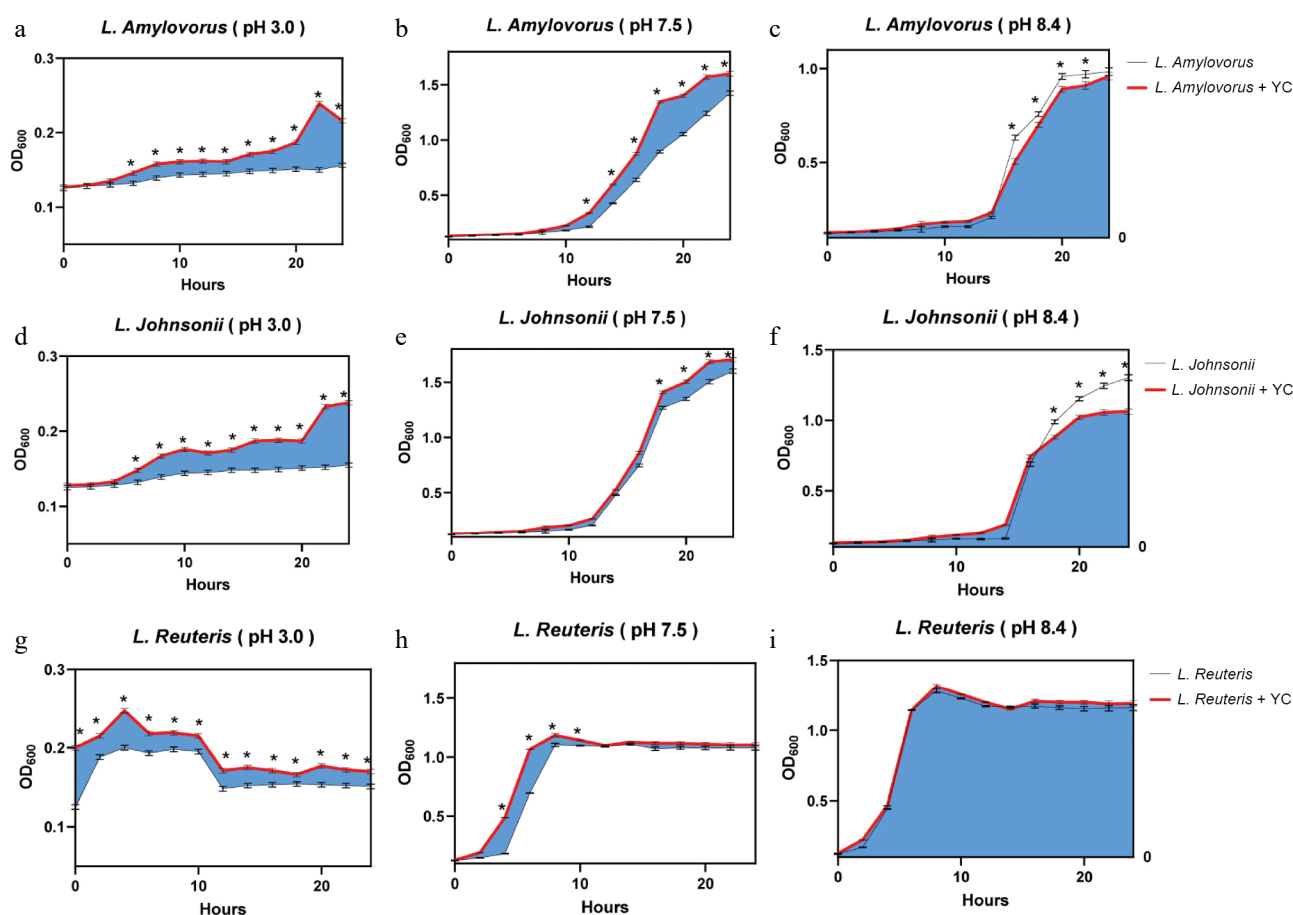 a
L. Amylovorus ( pH 3.0)
0.3
0.2
0.1
OD600
0
10
20
Hours
* * * * * * * * * * *
b
L. Amylovorus ( pH 7.5)
1.5
1.0
0.5
OD600
0
10
20
Hours
* * * * * * *
c
L. Amylovorus ( pH 8.4)
1.0
0.5
OD600
10
20
0
Hours
* * * *
L. Amylovorus
L. Amylovorus + YC
d
L. Johnsonii ( pH 3.0)
0.3
0.2
0.1
OD600
0
10
20
Hours
* * * * * * * * * *
e
L. Johnsonii ( pH 7.5)
1.5
1.0
0.5
OD600
0
10
20
Hours
* * * *
f
L. Johnsonii ( pH 8.4)
1.5
1.0
0.5
OD600
10
20
0
Hours
* * * *
L. Johnsonii
L. Johnsonii + YC
g
L. Reuteris ( pH 3.0)
0.3
0.2
0.1
OD600
0
10
20
Hours
* * * * * * * * * * * * *
h
L. Reuteris ( pH 7.5)
1.5
1.0
0.5
OD600
0
10
20
Hours
* * * *
i
L. Reuteris ( pH 8.4)
1.5
1.0
0.5
OD600
10
20
0
Hours
L. Reuteris
L. Reuteris + YC